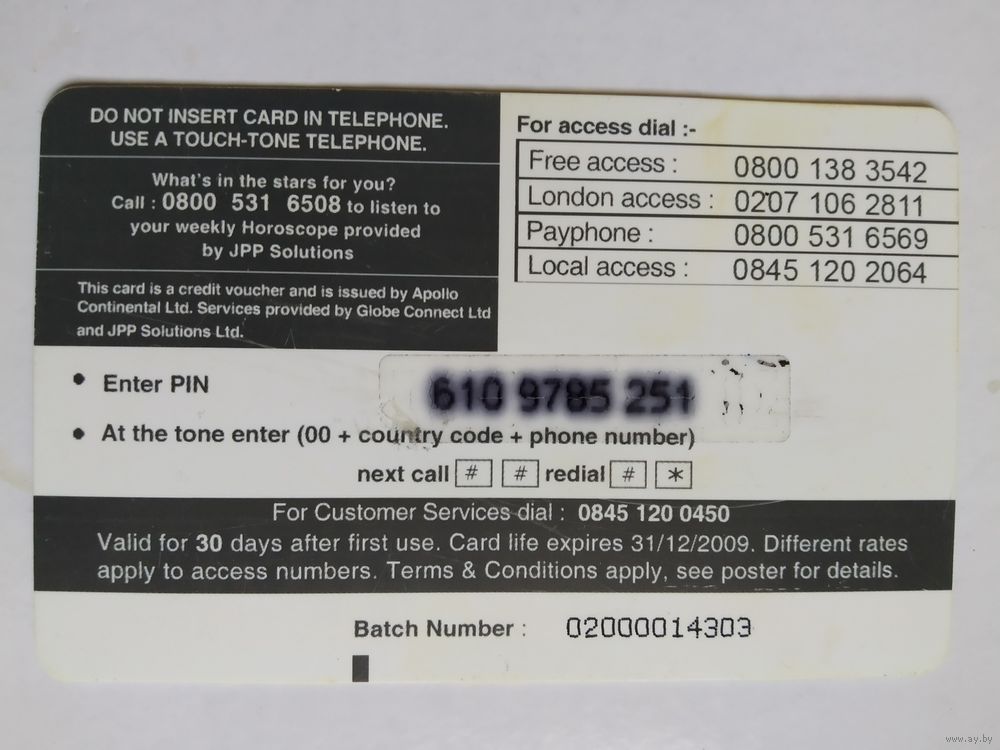 DO NOT INSERT CARD IN TELEPHONE.
USE A TOUCH-TONE TELEPHONE.
What's in the stars for you?
Call : 0800 531 6508 to listen to
your weekly Horoscope provided
by JPP Solutions
This card is a credit voucher and is issued by Apollo
Continental Ltd. Services provided by Globe Connect Ltd
and JPP Solutions Ltd.
For access dial :-
Free access : 0800 138 3542
London access : 0207 106 2811
Payphone : 0800 531 6569
Local access : 0845 120 2064
• Enter PIN 610 9785 251
• At the tone enter (00 + country code + phone number)
next call # # redial # *
For Customer Services dial : 0845 120 0450
Valid for 30 days after first use. Card life expires 31/12/2009. Different rates
apply to access numbers. Terms & Conditions apply, see poster for details.
Batch Number : 02000014303
www.ay.by